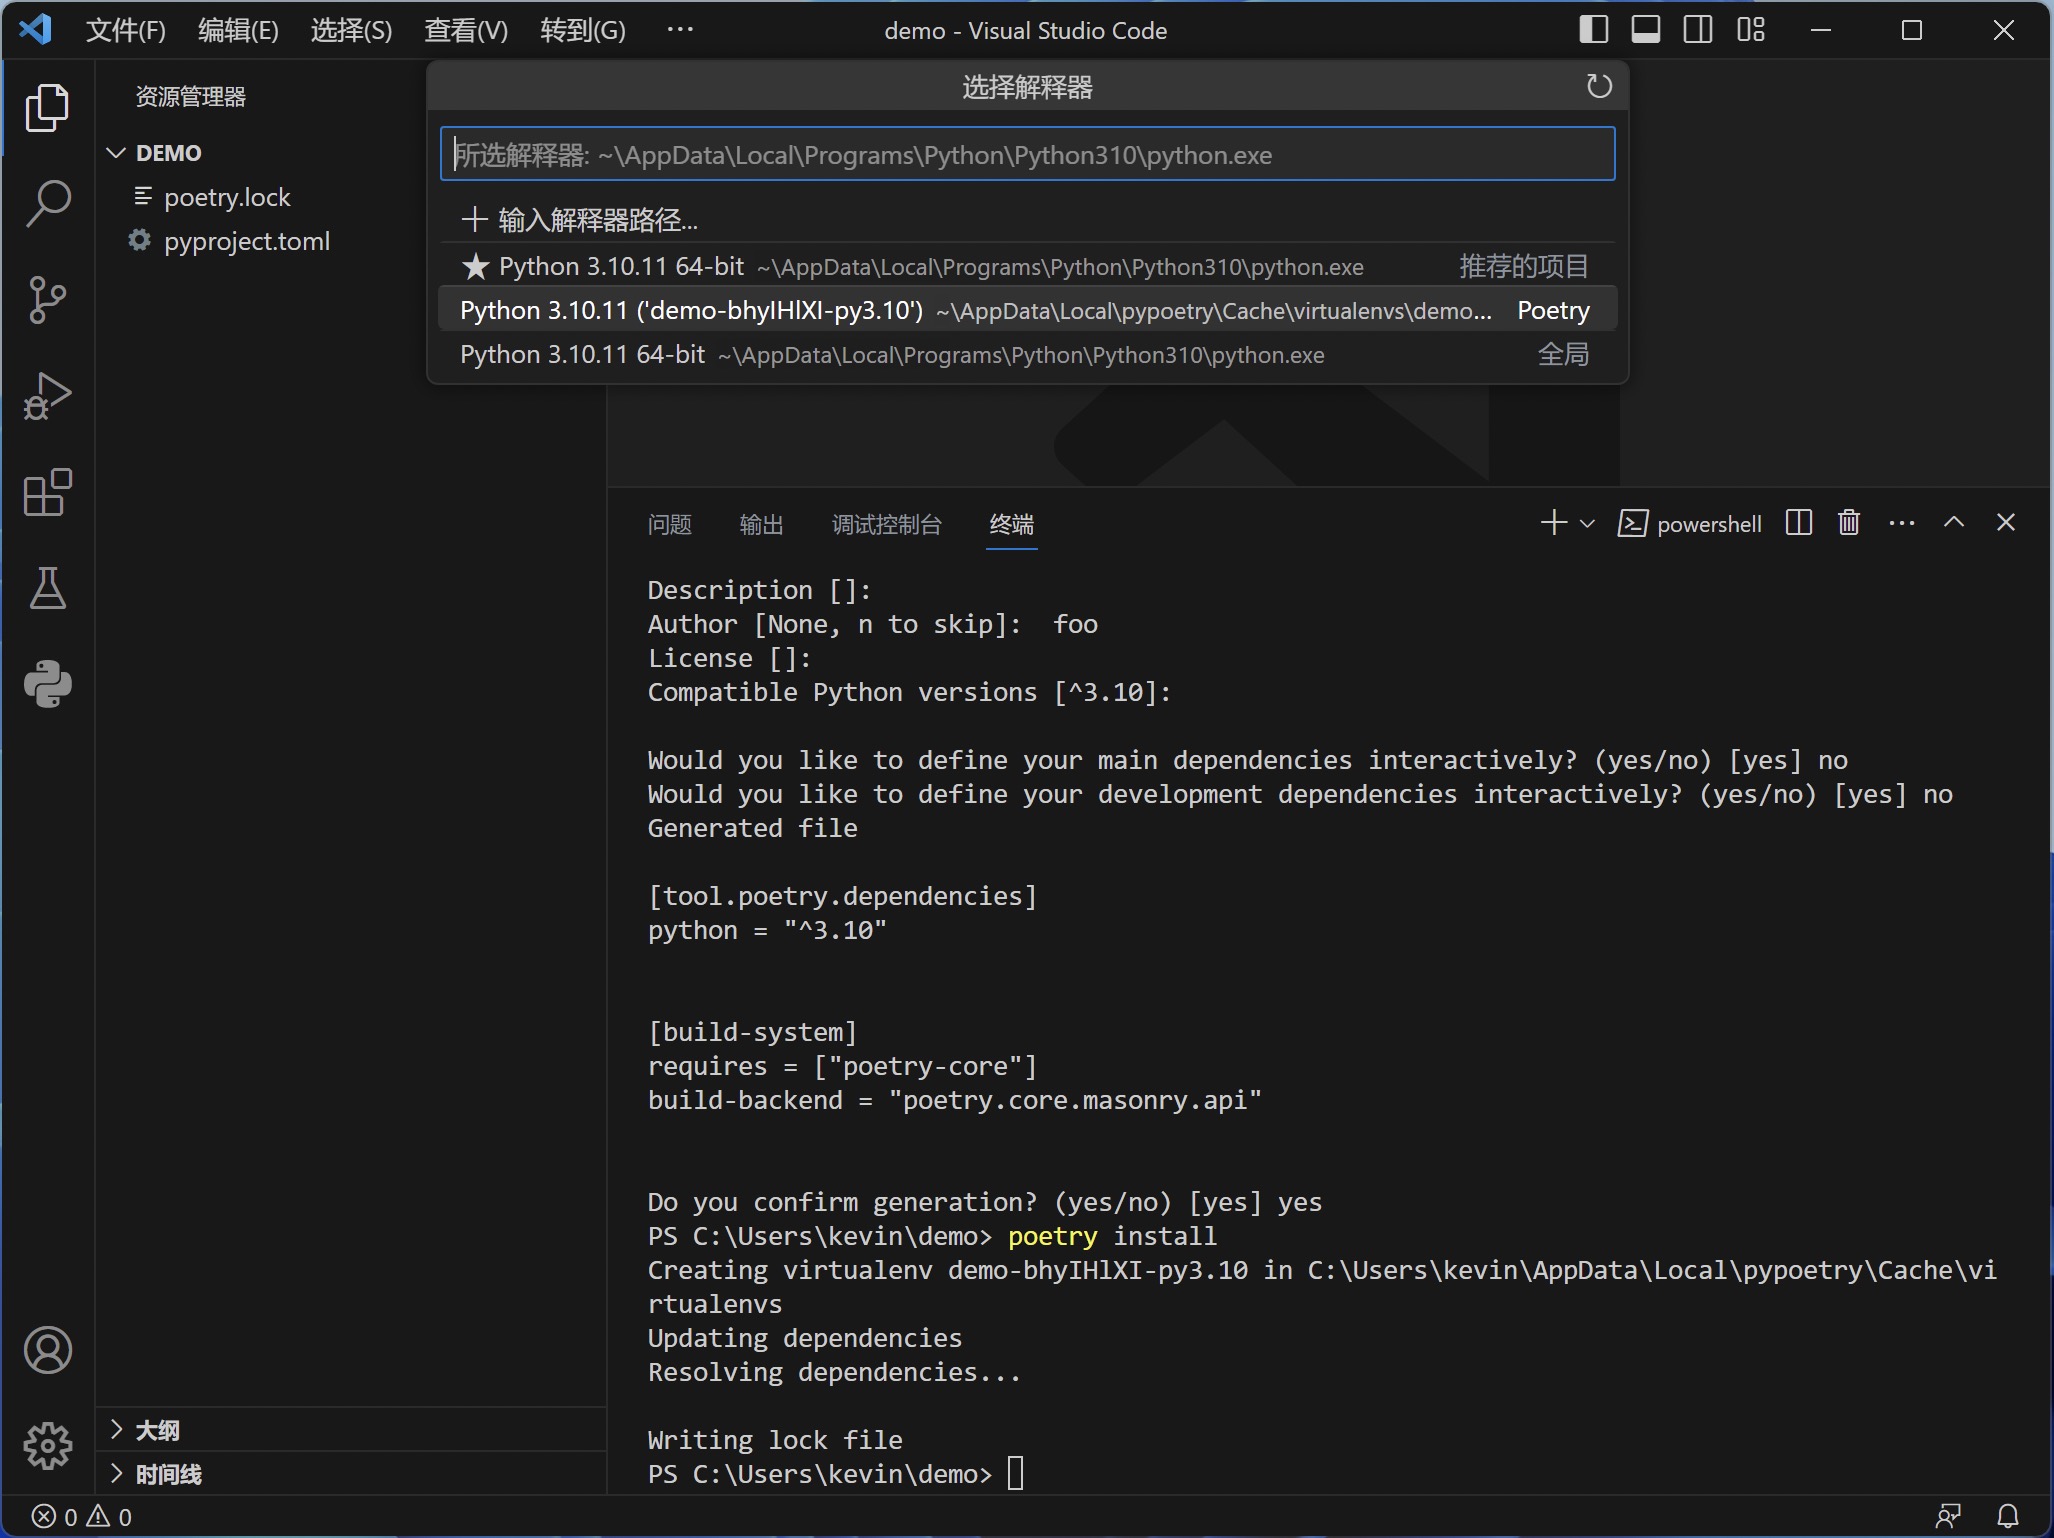 文件(F) 编辑(E) 选择(S) 查看(V) 转到(G) ··· demo - Visual Studio Code
资源管理器
DEMO
poetry.lock
pyproject.toml
选择解释器
所选解释器: ~\AppData\Local\Programs\Python\Python310\python.exe
输入解释器路径...
Python 3.10.11 64-bit ~\AppData\Local\Programs\Python\Python310\python.exe 推荐的项目
Python 3.10.11 ('demo-bhyIHlXI-py3.10') ~\AppData\Local\pypoetry\Cache\virtualenvs\demo... Poetry
Python 3.10.11 64-bit ~\AppData\Local\Programs\Python\Python310\python.exe 全局
问题 输出 调试控制台 终端 powershell
Description []:
Author [None, n to skip]:  foo
License []:
Compatible Python versions [^3.10]:
Would you like to define your main dependencies interactively? (yes/no) [yes] no
Would you like to define your development dependencies interactively? (yes/no) [yes] no
Generated file
[tool.poetry.dependencies]
python = "^3.10"
[build-system]
requires = ["poetry-core"]
build-backend = "poetry.core.masonry.api"
Do you confirm generation? (yes/no) [yes] yes
PS C:\Users\kevin\demo> poetry install
Creating virtualenv demo-bhyIHlXI-py3.10 in C:\Users\kevin\AppData\Local\pypoetry\Cache\vi
rtualenvs
Updating dependencies
Resolving dependencies...
Writing lock file
PS C:\Users\kevin\demo>
大纲
时间线
0 0